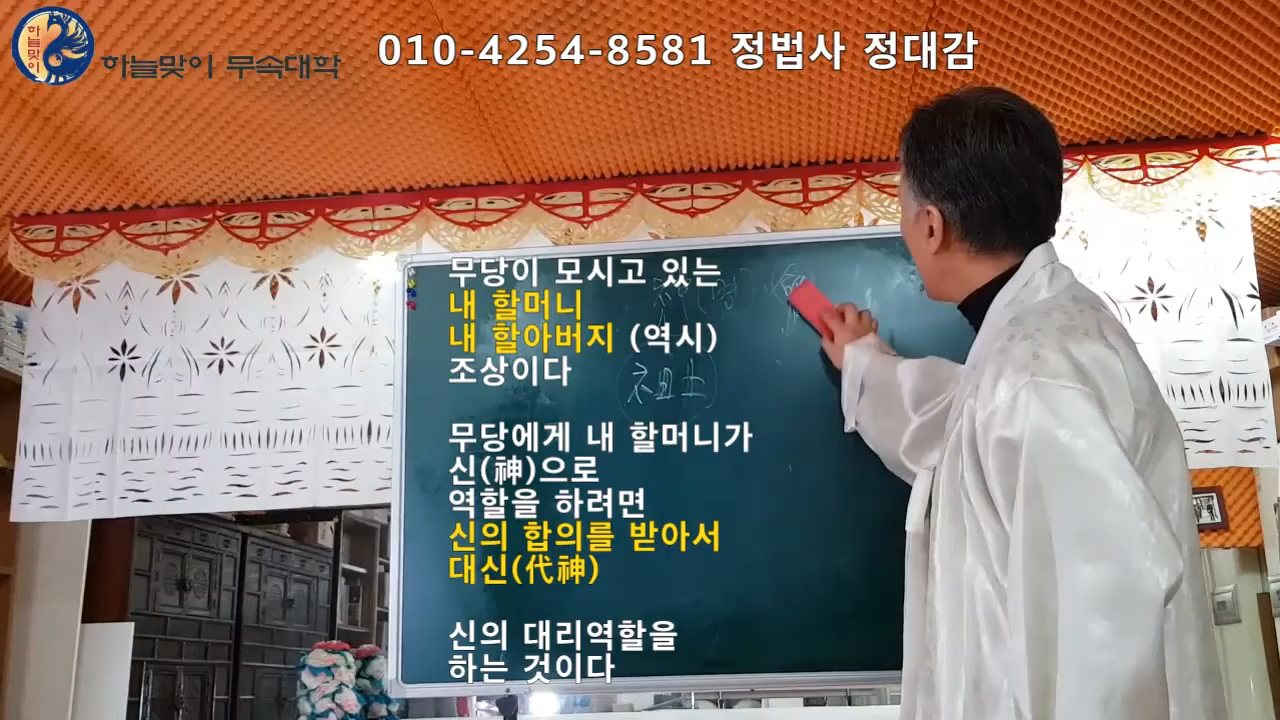 하늘맞이
하늘맞이 무속대학
010-4254-8581 정법사 정대감
무당이 모시고 있는
내 할머니
내 할아버지 (역시)
조상이다
무당에게 내 할머니가
신(神)으로
역할을 하려면
신의 합의를 받아서
대신(代神)
신의 대리역할을
하는 것이다